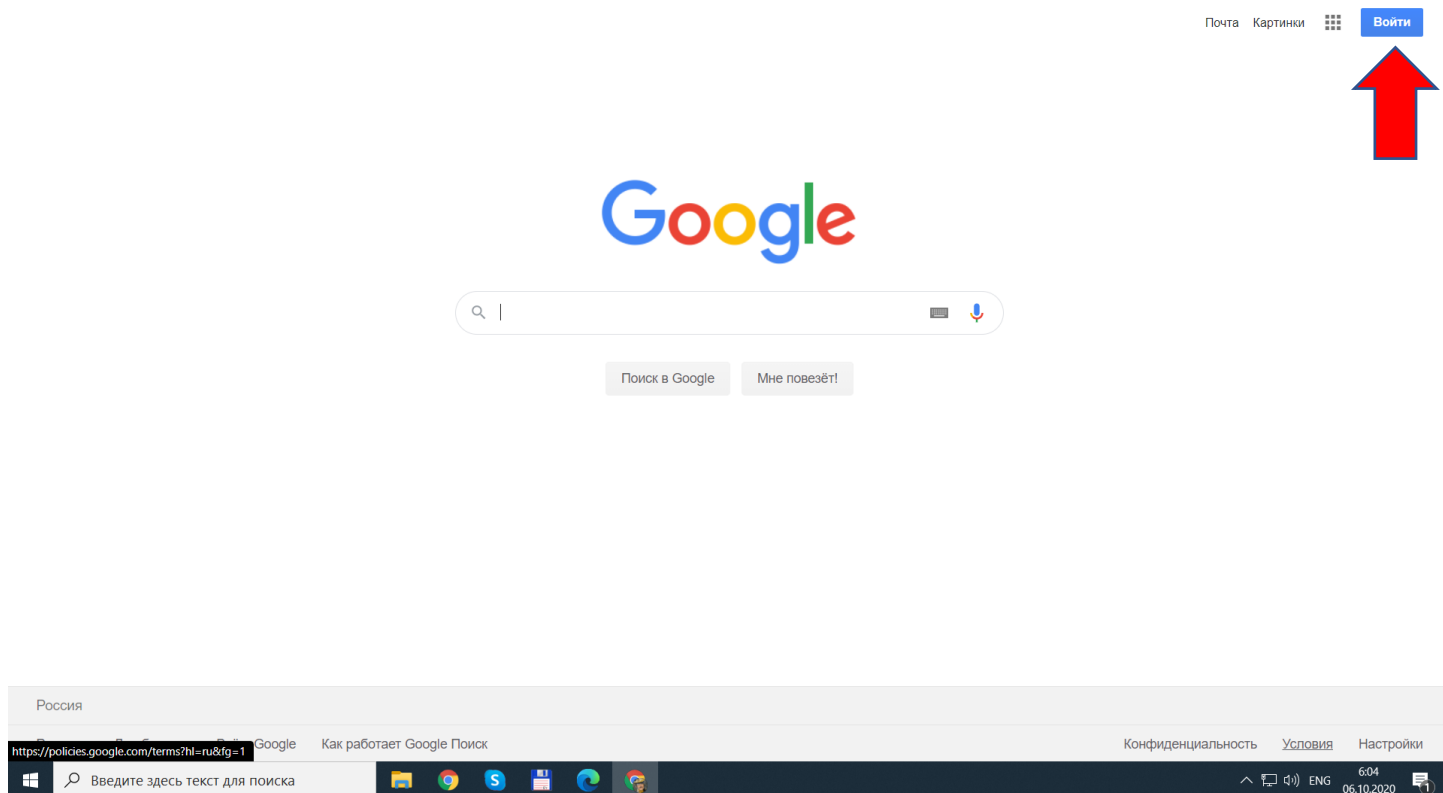 Почта Картинки Войти
Google
Поиск в Google Мне повезёт!
Россия
Google Как работает Google Поиск Конфиденциальность Условия Настройки
https://policies.google.com/terms?hl=ru&fg=1
Введите здесь текст для поиска
S
ENG
6:04
06.10.2020
1